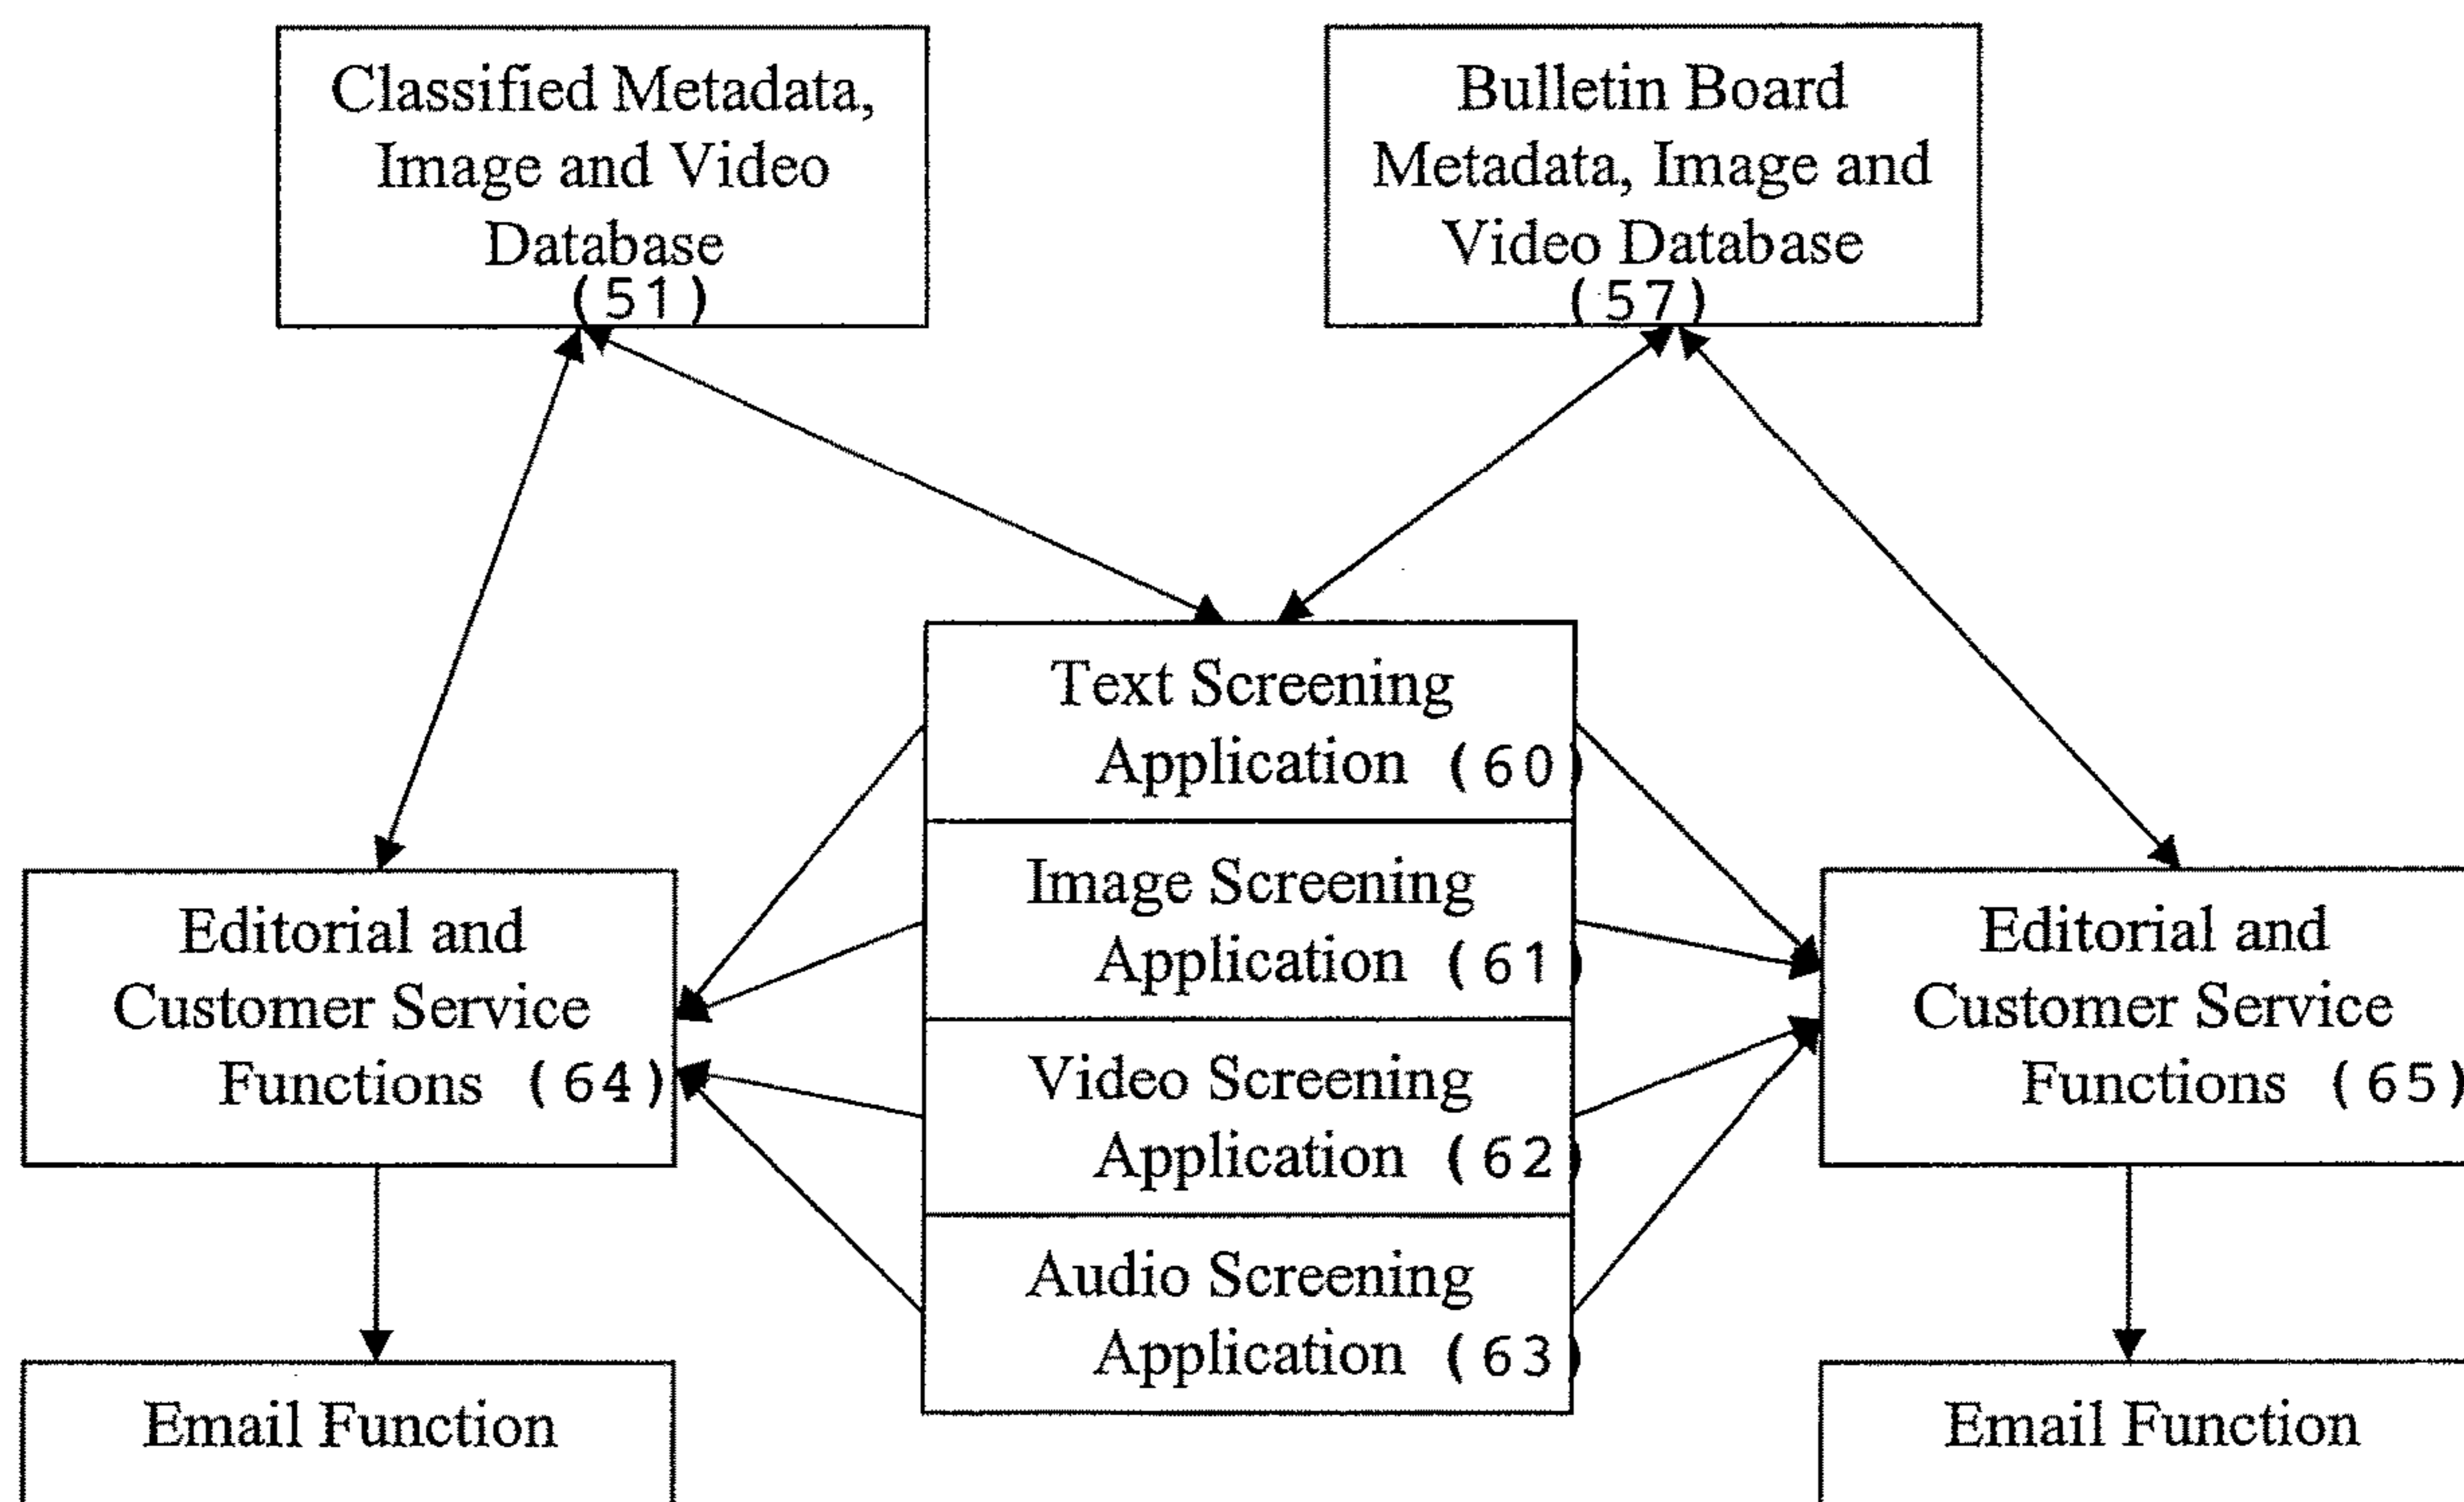 Classified Metadata,
Image and Video
Database
(51)
Bulletin Board
Metadata, Image and
Video Database
(57)
Text Screening
Application (60)
Image Screening
Application (61)
Video Screening
Application (62)
Audio Screening
Application (63)
Editorial and
Customer Service
Functions (64)
Editorial and
Customer Service
Functions (65)
Email Function
Email Function